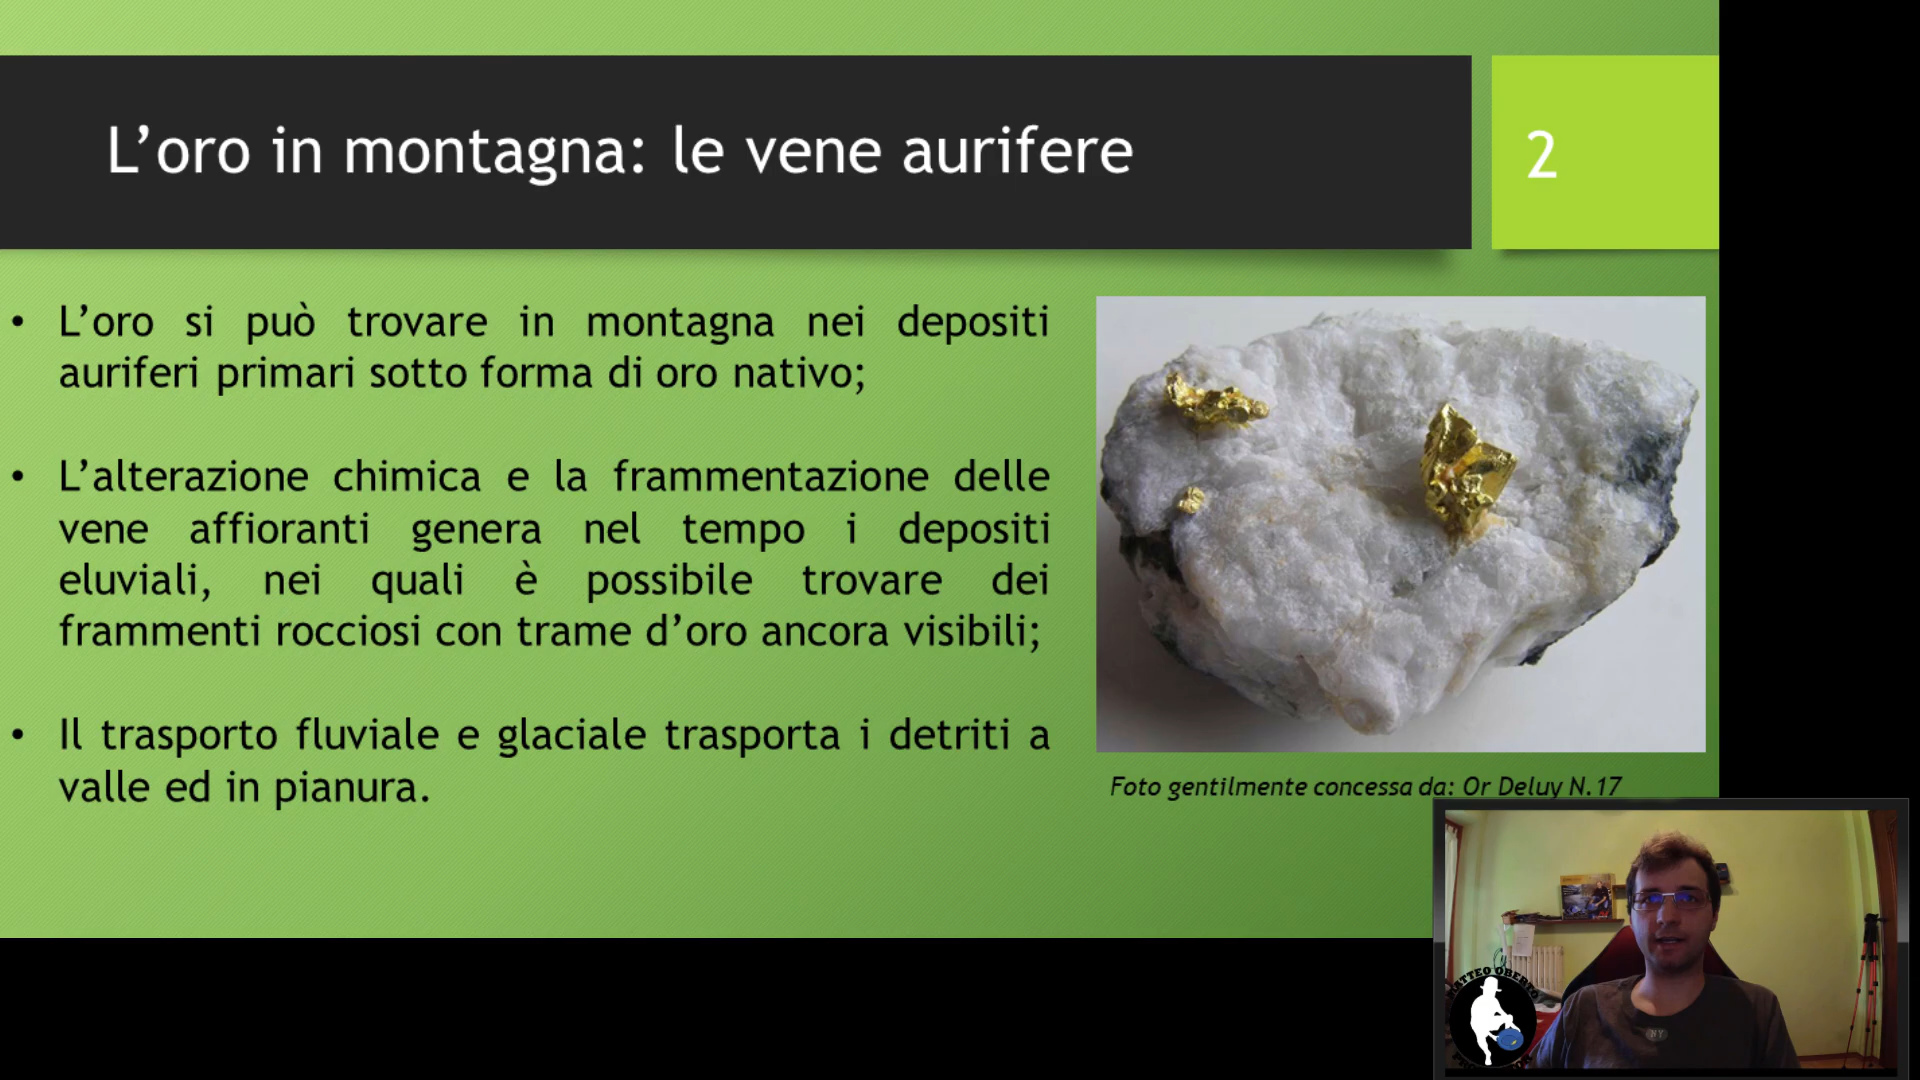 L’oro in montagna: le vene aurifere
2
• L’oro si può trovare in montagna nei depositi
auriferi primari sotto forma di oro nativo;
• L’alterazione chimica e la frammentazione delle
vene affioranti genera nel tempo i depositi
eluviali, nei quali è possibile trovare dei
frammenti rocciosi con trame d’oro ancora visibili;
• Il trasporto fluviale e glaciale trasporta i detriti a
valle ed in pianura.
Foto gentilmente concessa da: Or Deluy N.17
MATTEO OBERTO
NY